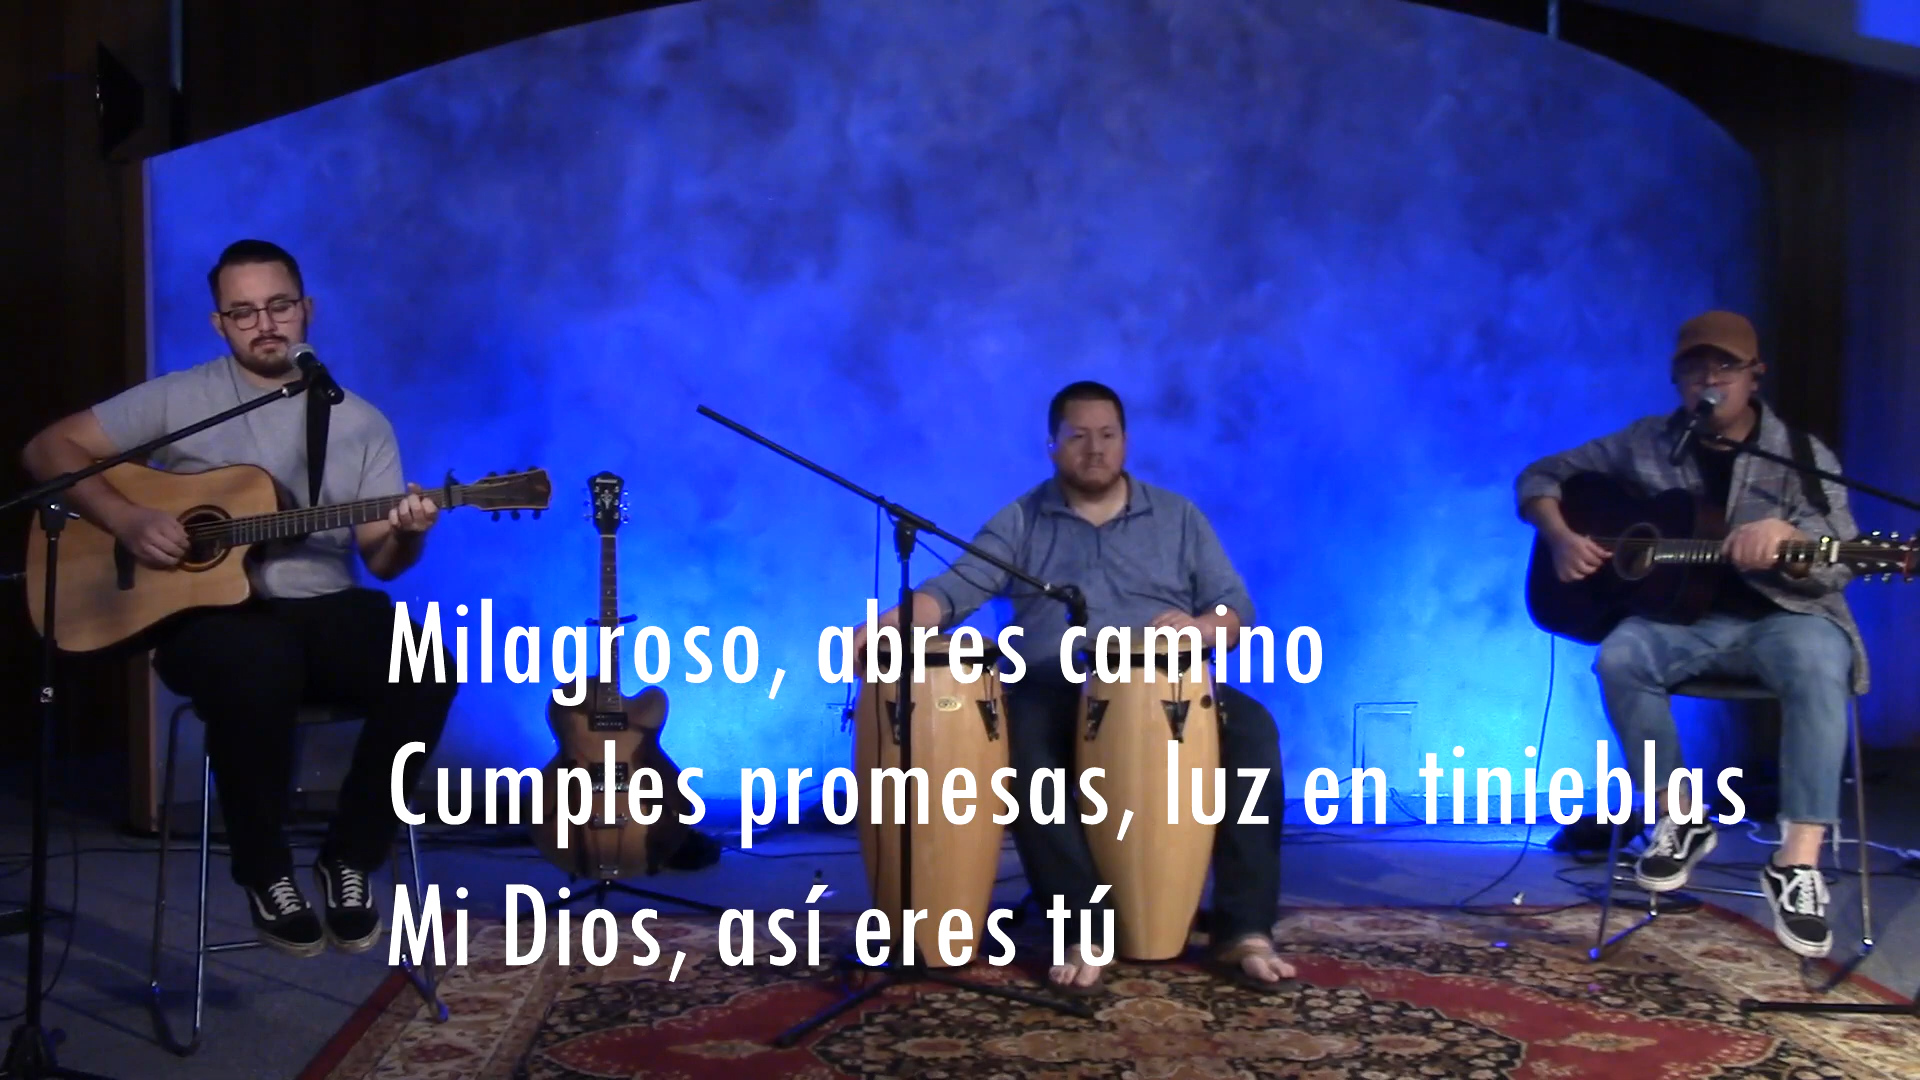 Milagroso, abres camino
Cumples promesas, luz en tinieblas
Mi Dios, así eres tú